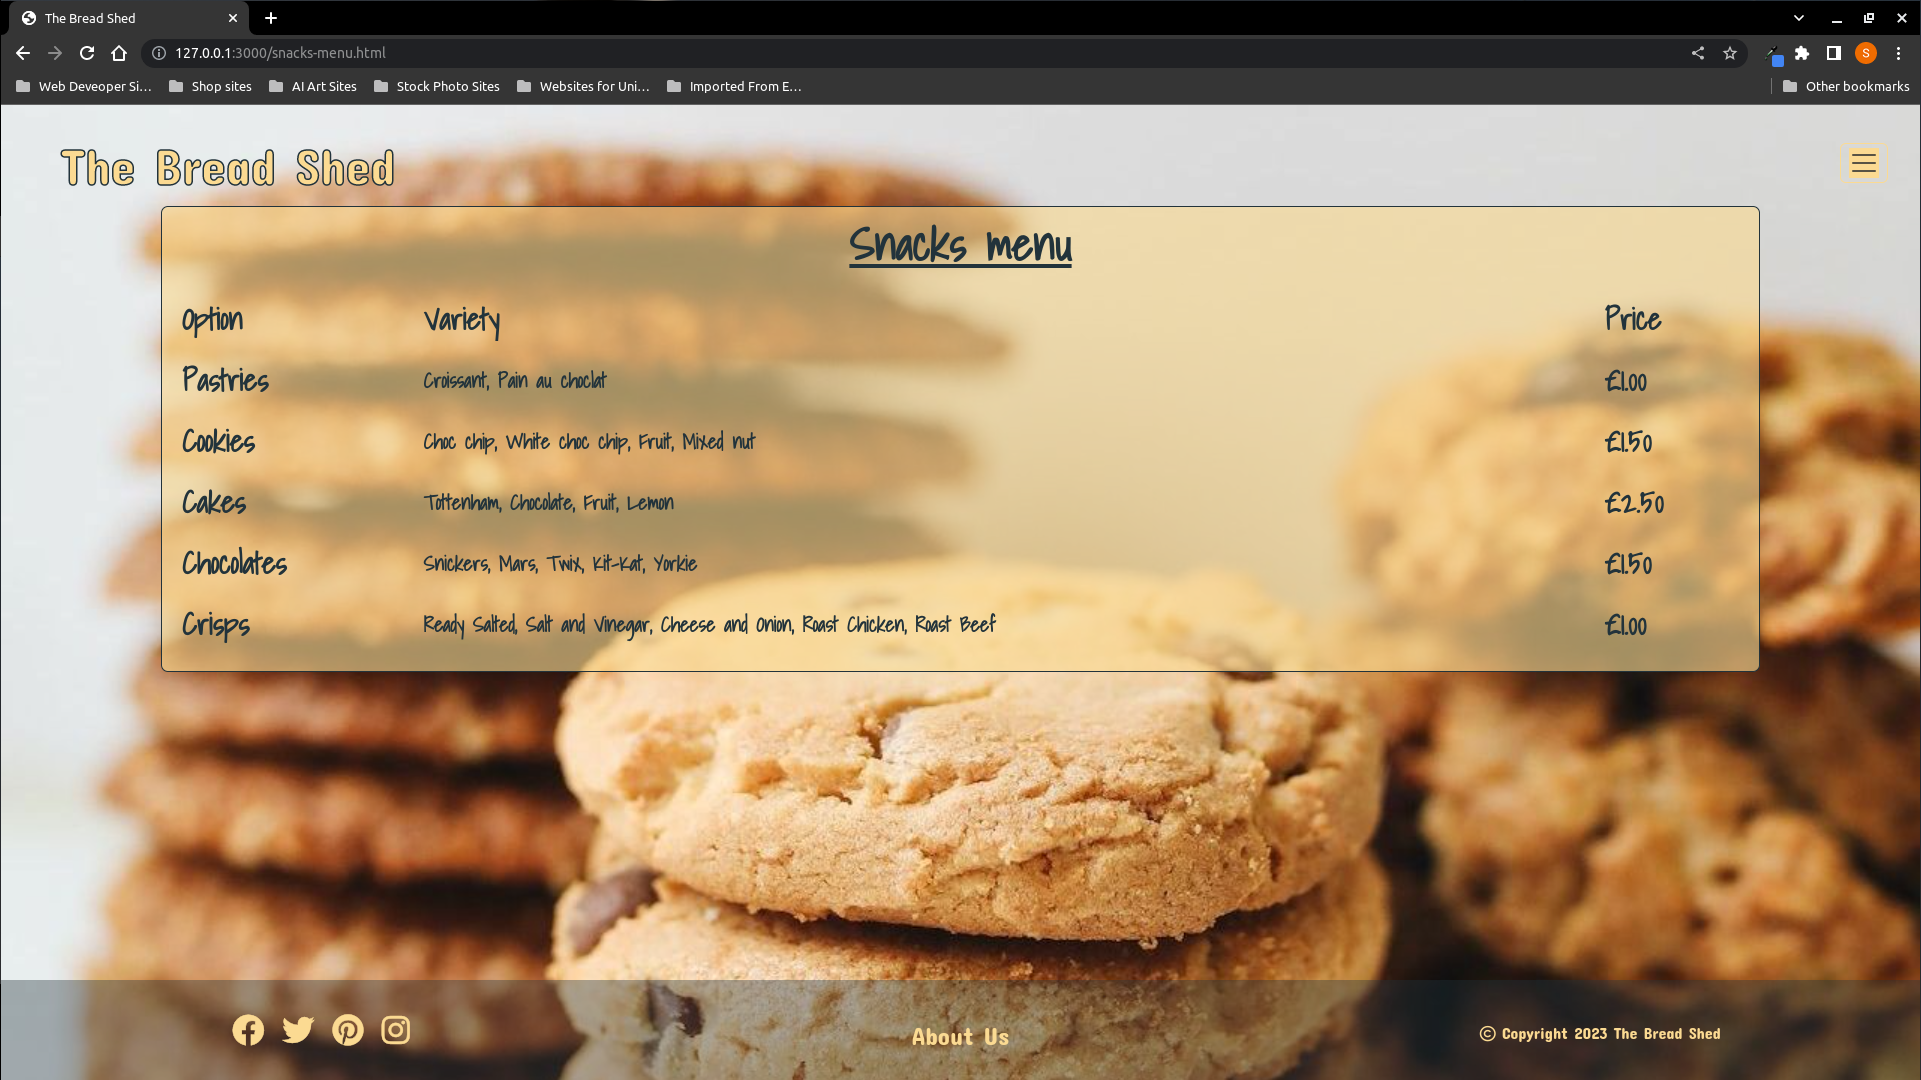 The Bread Shed
127.0.0.1:3000/snacks-menu.html
S
Web Deveoper Si... Shop sites AI Art Sites Stock Photo Sites Websites for Uni... Imported From E... Other bookmarks
The Bread Shed
Snacks menu
Option Variety Price
Pastries Croissant, Pain au choclat £1.00
Cookies Choc chip, White choc chip, Fruit, Mixed nut £1.50
Cakes Tottenham, Chocolate, Fruit, Lemon £2.50
Chocolates Snickers, Mars, Twix, Kit-Kat, Yorkie £1.50
Crisps Ready Salted, Salt and Vinegar, Cheese and Onion, Roast Chicken, Roast Beef £1.00
About Us © Copyright 2023 The Bread Shed